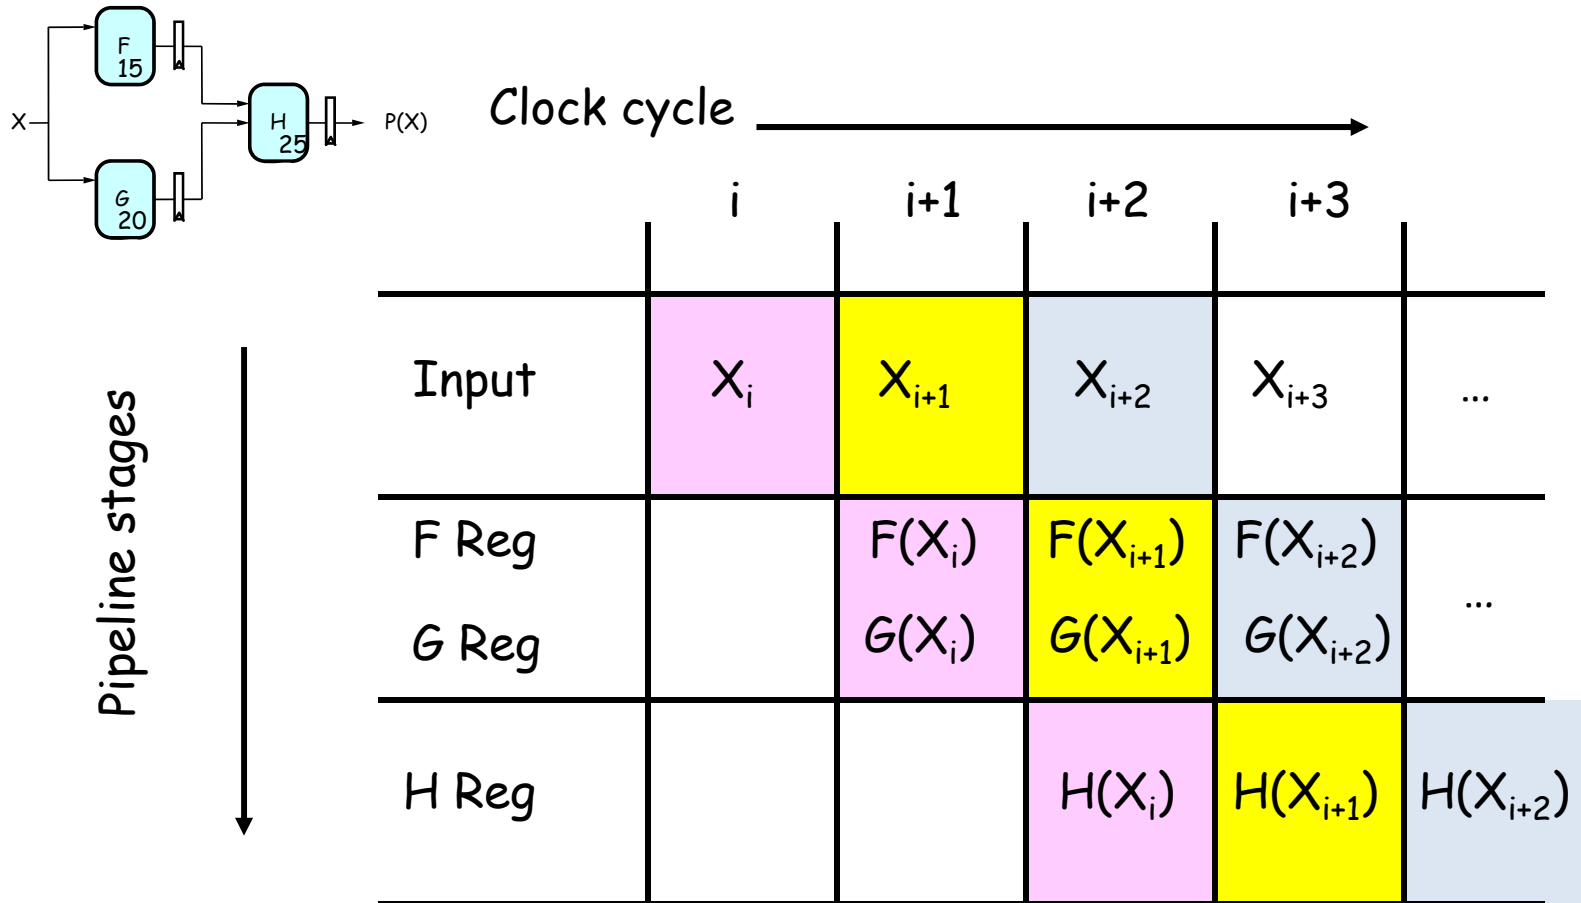 F
15
X
G
20
H
25
P(X)
Clock cycle
i i+1 i+2 i+3
Pipeline stages
Input Xᵢ Xᵢ₊₁ Xᵢ₊₂ Xᵢ₊₃ ...
F Reg F(Xᵢ) F(Xᵢ₊₁) F(Xᵢ₊₂)
...
G Reg G(Xᵢ) G(Xᵢ₊₁) G(Xᵢ₊₂)
H Reg H(Xᵢ) H(Xᵢ₊₁) H(Xᵢ₊₂)